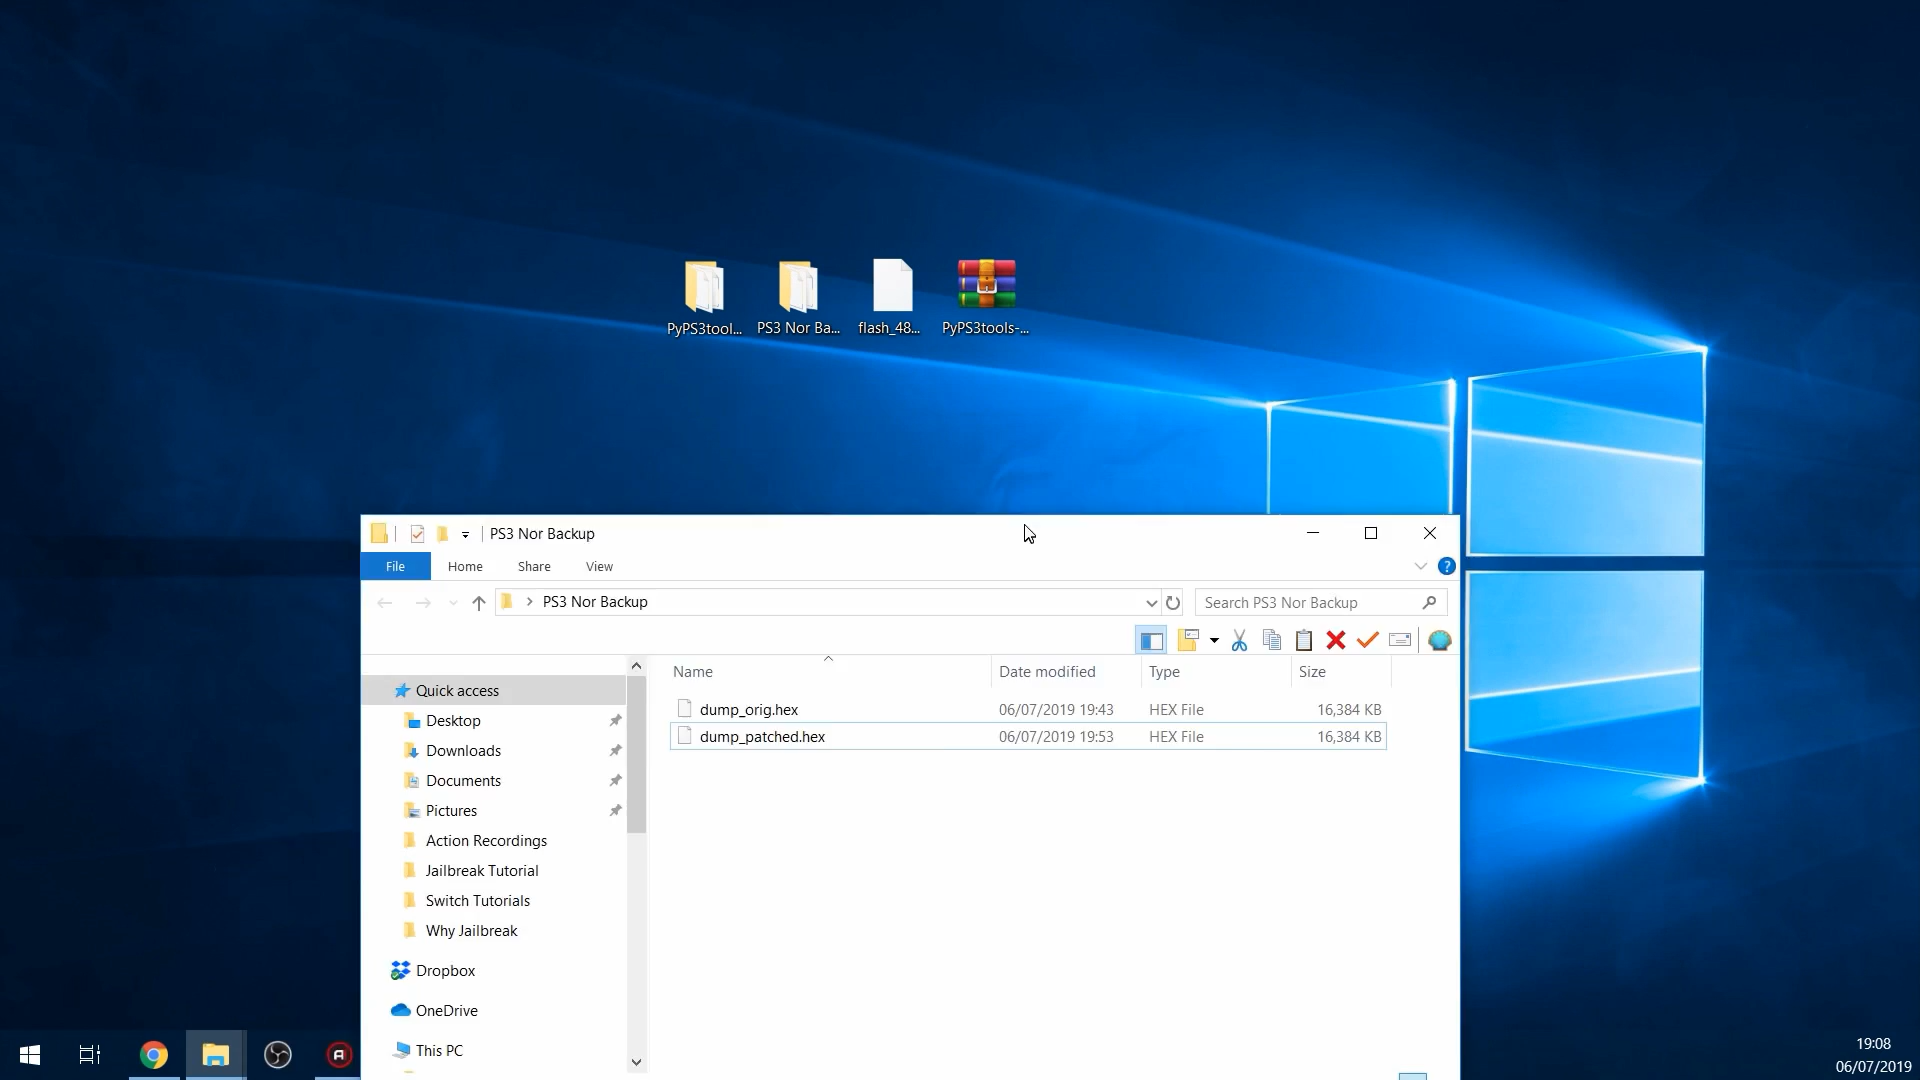 PyPS3tool...
PS3 Nor Ba...
flash_48...
PyPS3tools-...
PS3 Nor Backup
File
Home
Share
View
?
PS3 Nor Backup
Search PS3 Nor Backup
Name
Date modified
Type
Size
Quick access
dump_orig.hex
06/07/2019 19:43
HEX File
16,384 KB
dump_patched.hex
06/07/2019 19:53
HEX File
16,384 KB
Desktop
Downloads
Documents
Pictures
Action Recordings
Jailbreak Tutorial
Switch Tutorials
Why Jailbreak
Dropbox
OneDrive
This PC
19:08
06/07/2019